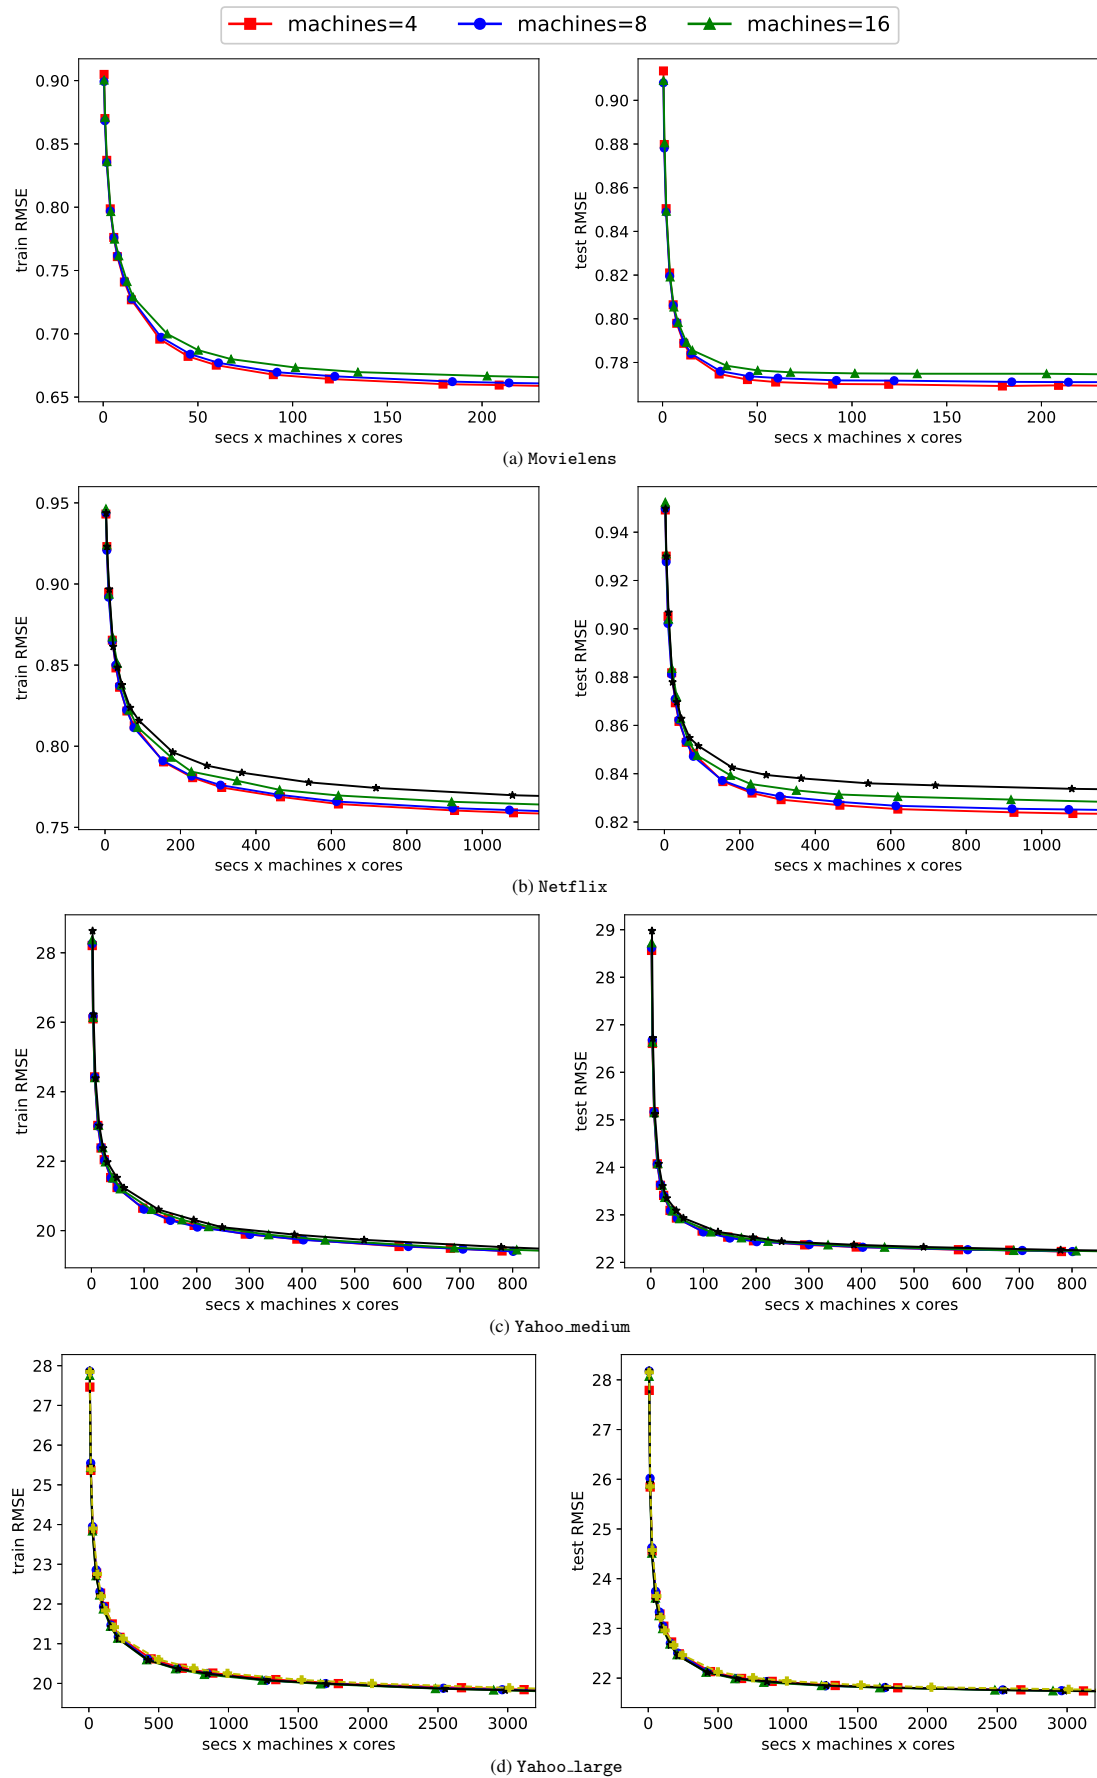 machines=4 machines=8 machines=16
0.90 0.85 0.80 0.75 0.70 0.65
train RMSE
0 50 100 150 200
secs x machines x cores
0.90 0.88 0.86 0.84 0.82 0.80 0.78
test RMSE
0 50 100 150 200
secs x machines x cores
(a) Movielens
0.95 0.90 0.85 0.80 0.75
train RMSE
0 200 400 600 800 1000
secs x machines x cores
0.94 0.92 0.90 0.88 0.86 0.84 0.82
test RMSE
0 200 400 600 800 1000
secs x machines x cores
(b) Netflix
28 26 24 22 20
train RMSE
0 100 200 300 400 500 600 700 800
secs x machines x cores
29 28 27 26 25 24 23 22
test RMSE
0 100 200 300 400 500 600 700 800
secs x machines x cores
(c) Yahoo_medium
28 27 26 25 24 23 22 21 20
train RMSE
0 500 1000 1500 2000 2500 3000
secs x machines x cores
28 27 26 25 24 23 22
test RMSE
0 500 1000 1500 2000 2500 3000
secs x machines x cores
(d) Yahoo_large